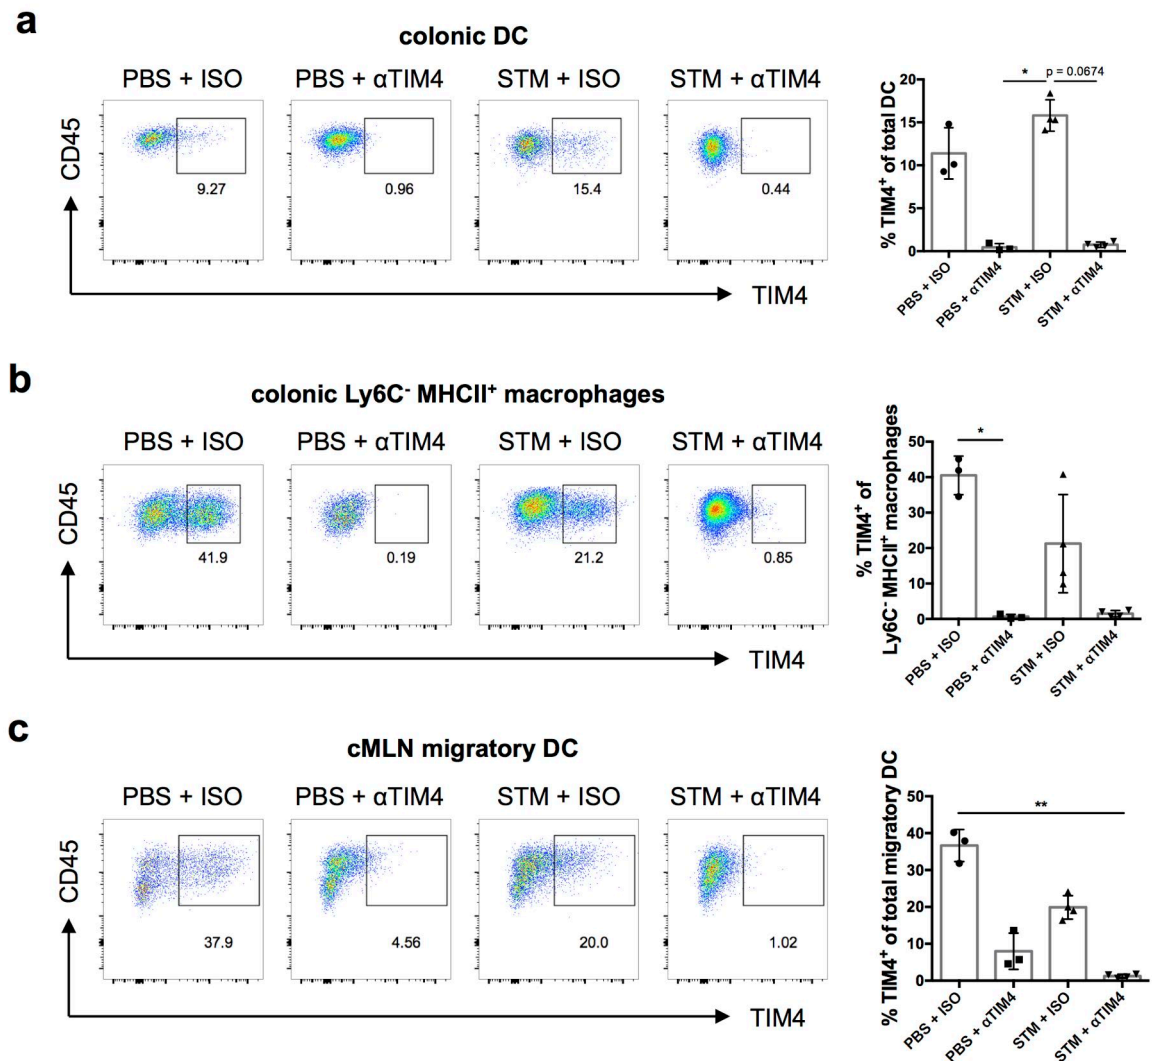 a
colonic DC
PBS + ISO PBS + αTIM4 STM + ISO STM + αTIM4
CD45
9.27 0.96 15.4 0.44
TIM4
% TIM4⁺ of total DC
* p = 0.0674
20
15
10
5
0
PBS + ISO
PBS + αTIM4
STM + ISO
STM + αTIM4
b
colonic Ly6C⁻ MHCII⁺ macrophages
PBS + ISO PBS + αTIM4 STM + ISO STM + αTIM4
CD45
41.9 0.19 21.2 0.85
TIM4
% TIM4⁺ of
Ly6C⁻ MHCII⁺ macrophages
*
50
40
30
20
10
0
PBS + ISO
PBS + αTIM4
STM + ISO
STM + αTIM4
c
cMLN migratory DC
PBS + ISO PBS + αTIM4 STM + ISO STM + αTIM4
CD45
37.9 4.56 20.0 1.02
TIM4
% TIM4⁺ of total migratory DC
**
50
40
30
20
10
0
PBS + ISO
PBS + αTIM4
STM + ISO
STM + αTIM4